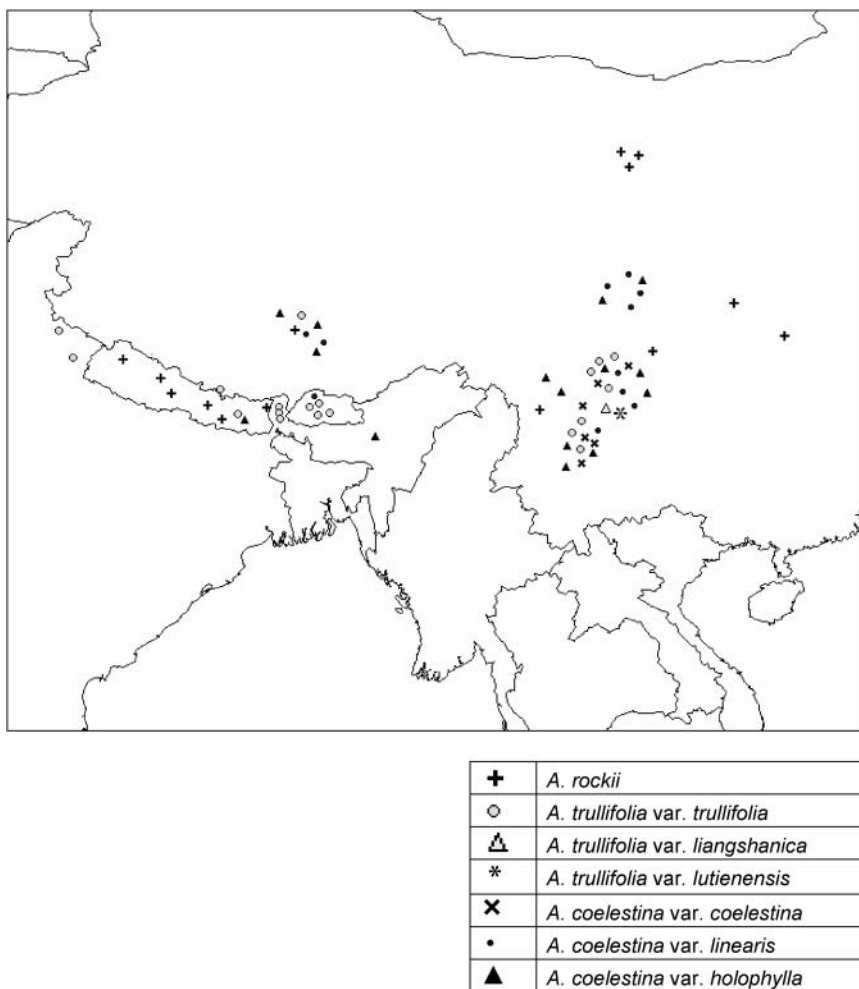 A. rockii
A. trullifolia var. trullifolia
A. trullifolia var. liangshanica
A. trullifolia var. lutienensis
A. coelestina var. coelestina
A. coelestina var. linearis
A. coelestina var. holophylla